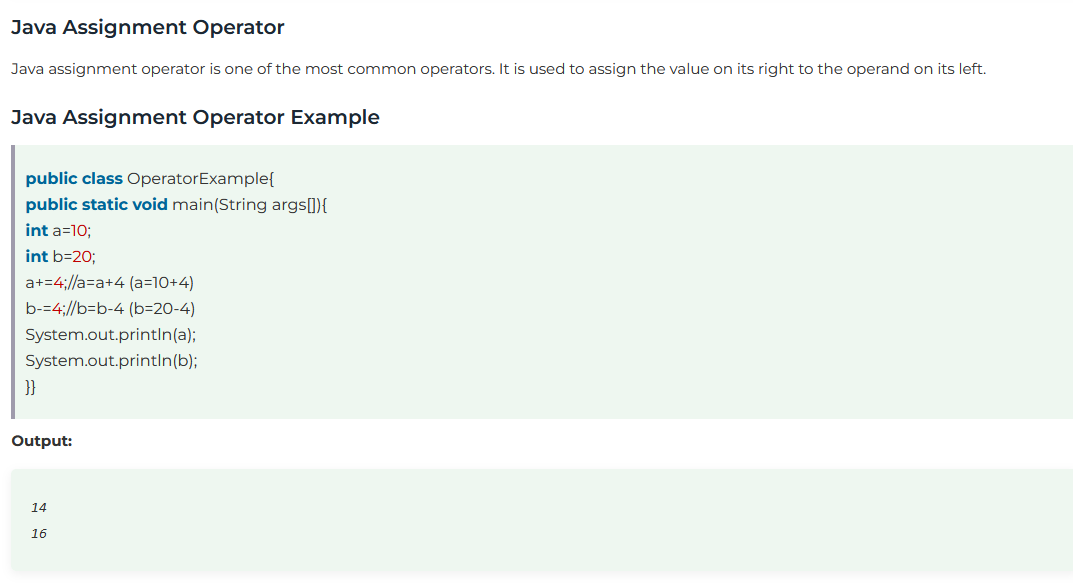 Java Assignment Operator
Java assignment operator is one of the most common operators. It is used to assign the value on its right to the operand on its left.
Java Assignment Operator Example
public class OperatorExample{
public static void main(String args[]){
int a=10;
int b=20;
a+=4;//a=a+4 (a=10+4)
b-=4;//b=b-4 (b=20-4)
System.out.println(a);
System.out.println(b);
}}
Output:
14
16